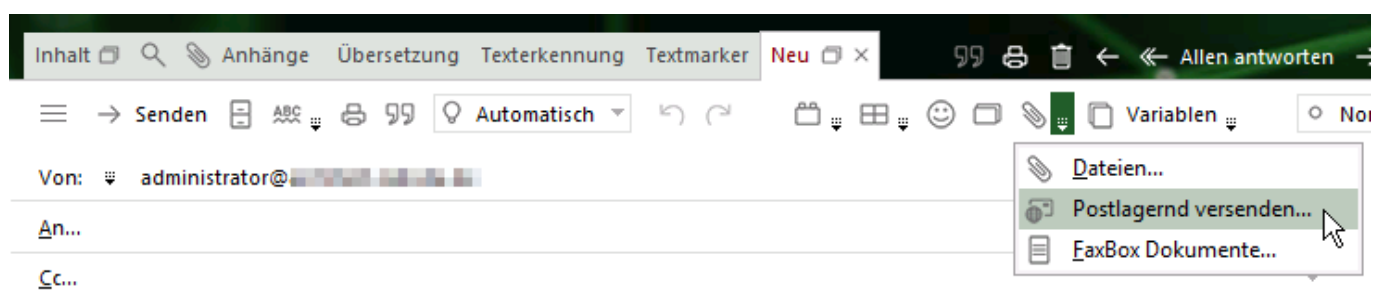 Inhalt Anhänge Übersetzung Texterkennung Textmarker Neu Allen antworten
Senden ABC Automatisch Variablen
Von: administrator@
Dateien...
Postlagernd versenden...
An...
FaxBox Dokumente...
Cc...